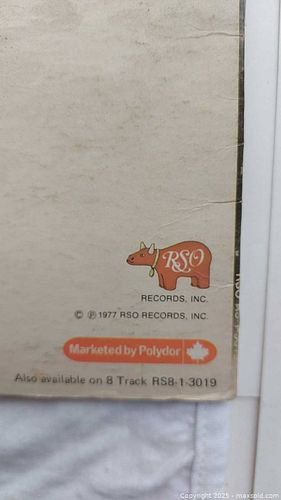 RSO
RECORDS, INC.
© ℗ 1977 RSO RECORDS, INC.
Marketed by Polydor
Also available on 8 Track RS8-1-3019
Copyright © 2025 - maxsold.com